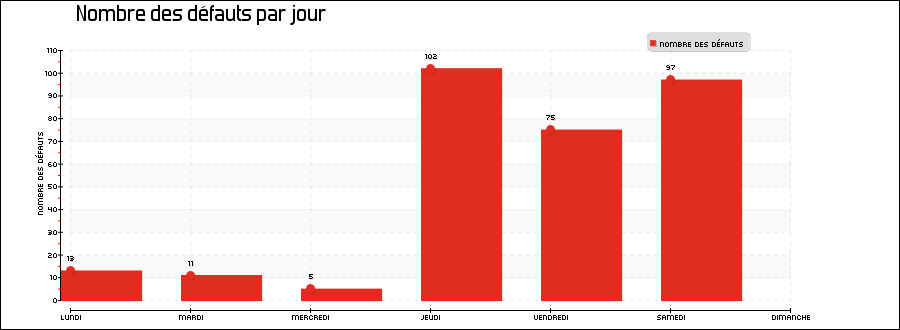 Nombre des défauts par jour
NOMBRE DES DÉFAUTS
NOMBRE DES DÉFAUTS
110
100
90
80
70
60
50
40
30
20
10
0
13
11
5
102
75
97
LUNDI
MARDI
MERCREDI
JEUDI
VENDREDI
SAMEDI
DIMANCHE